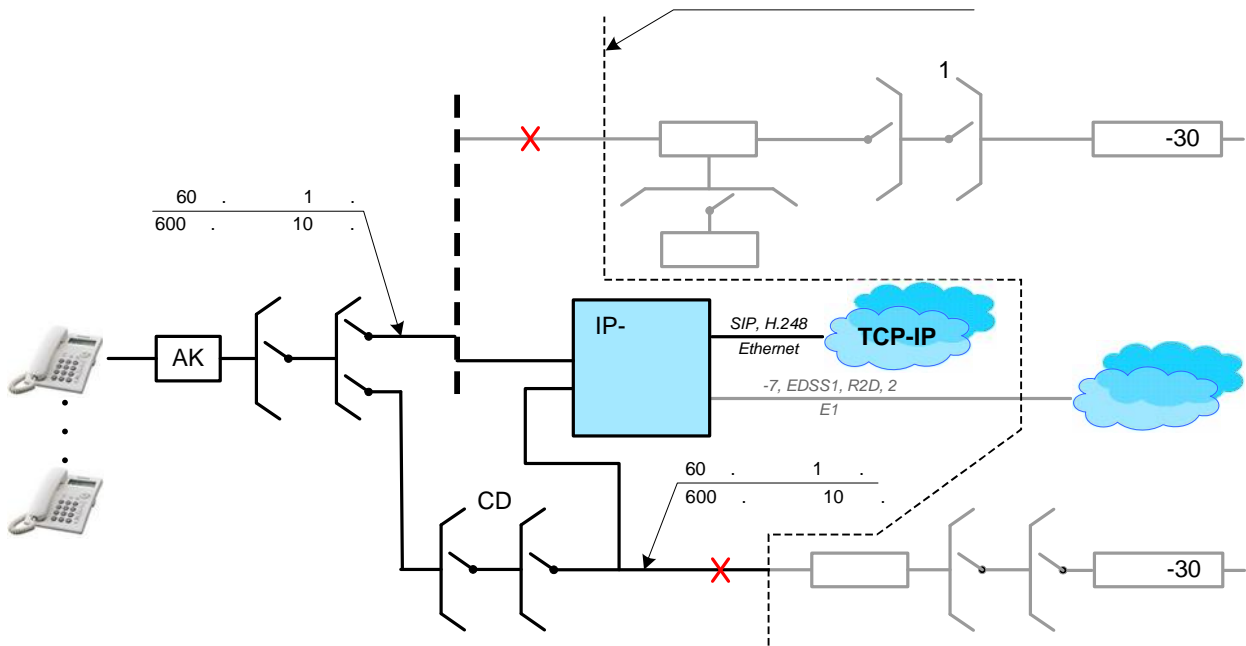 1
-30
60 . 1 .
600 . 10 .
IP-
SIP, H.248
Ethernet
TCP-IP
AK
-7, EDSS1, R2D, 2
E1
60 . 1 .
600 . 10 .
CD
-30